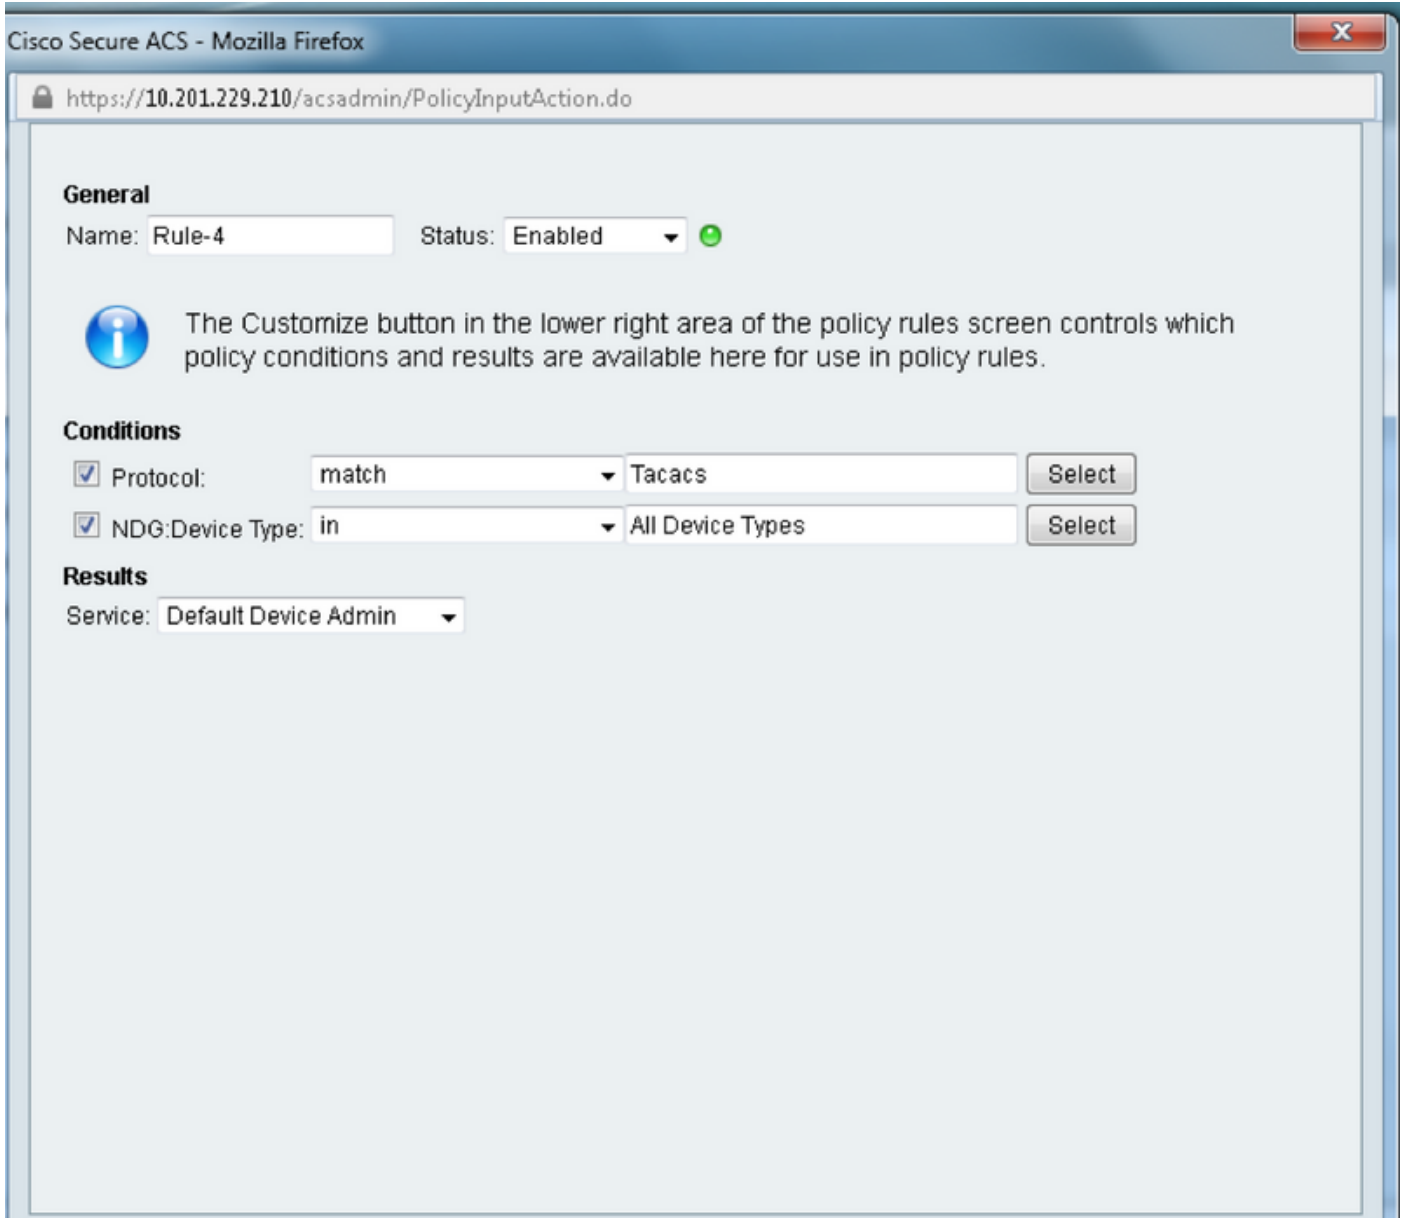 Cisco Secure ACS - Mozilla Firefox
https://10.201.229.210/acsadmin/PolicyInputAction.do
General
Name: Rule-4 Status: Enabled
The Customize button in the lower right area of the policy rules screen controls which
policy conditions and results are available here for use in policy rules.
Conditions
Protocol: match Tacacs Select
NDG:Device Type: in All Device Types Select
Results
Service: Default Device Admin